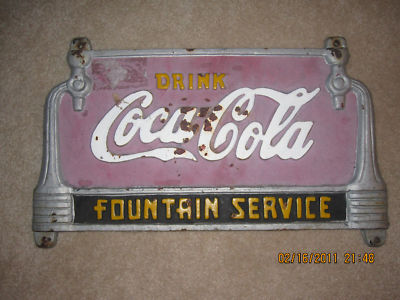 DRINK
Coca-Cola
FOUNTAIN SERVICE
02/16/2011 21:48